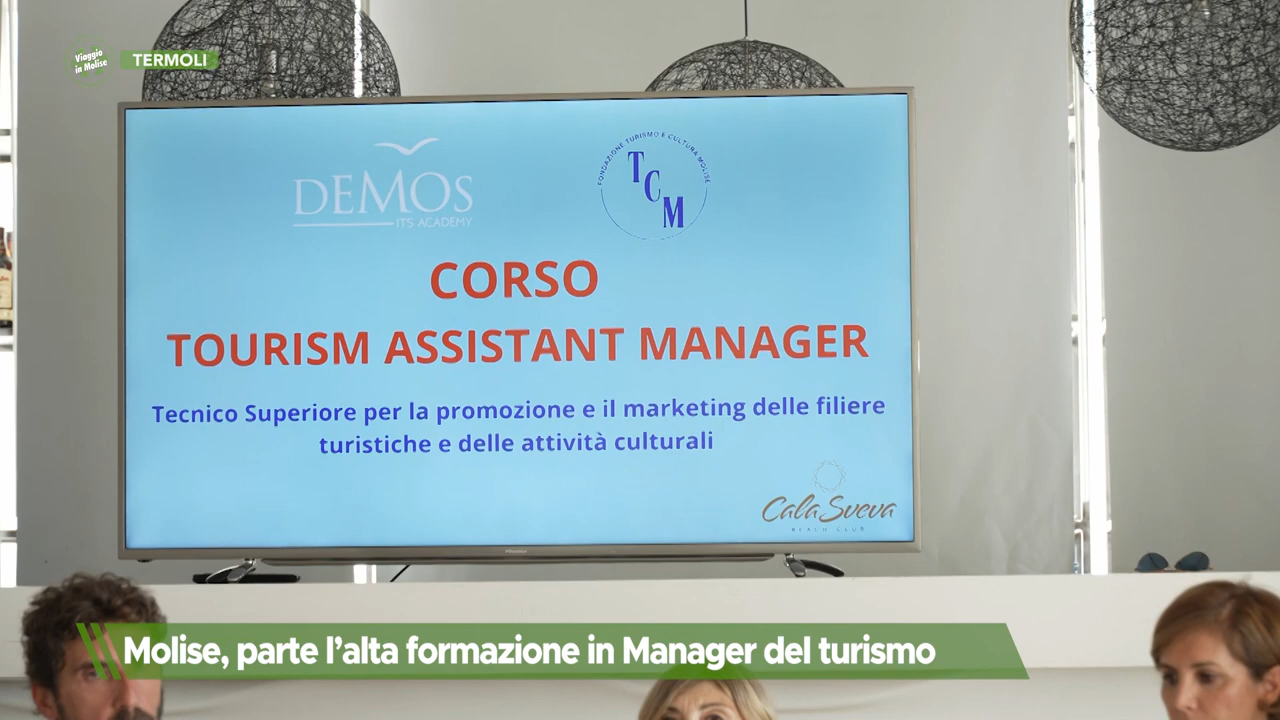 Viaggio
in Molise
TERMOLI
DEMOS
ITS ACADEMY
FONDAZIONE TURISMO E CULTURA MOLISE
TCM
CORSO
TOURISM ASSISTANT MANAGER
Tecnico Superiore per la promozione e il marketing delle filiere
turistiche e delle attività culturali
Cala Sveva
BEACH CLUB
Hisense
Molise, parte l'alta formazione in Manager del turismo